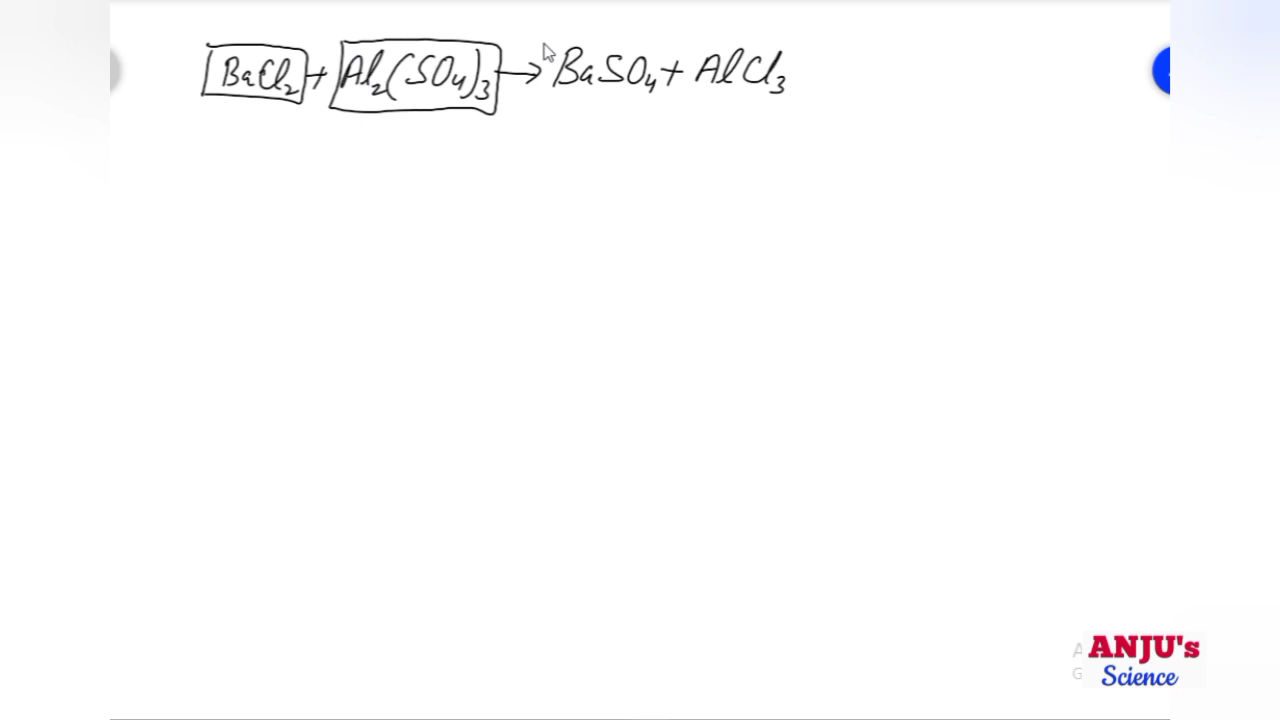 BaCl₂ + Al₂(SO₄)₃ → BaSO₄ + AlCl₃
ANJU's
Science